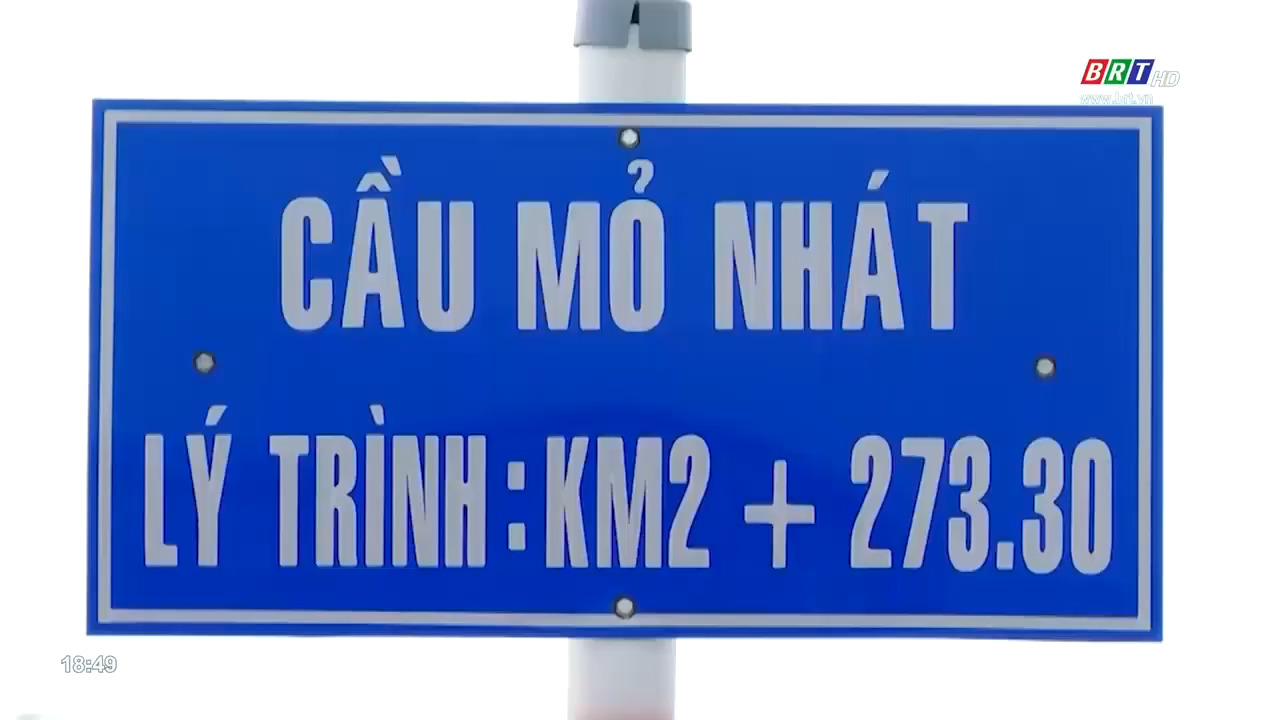 BRT HD
www.brt.vn
CẦU MỎ NHÁT
LÝ TRÌNH : KM2 + 273.30
18:49